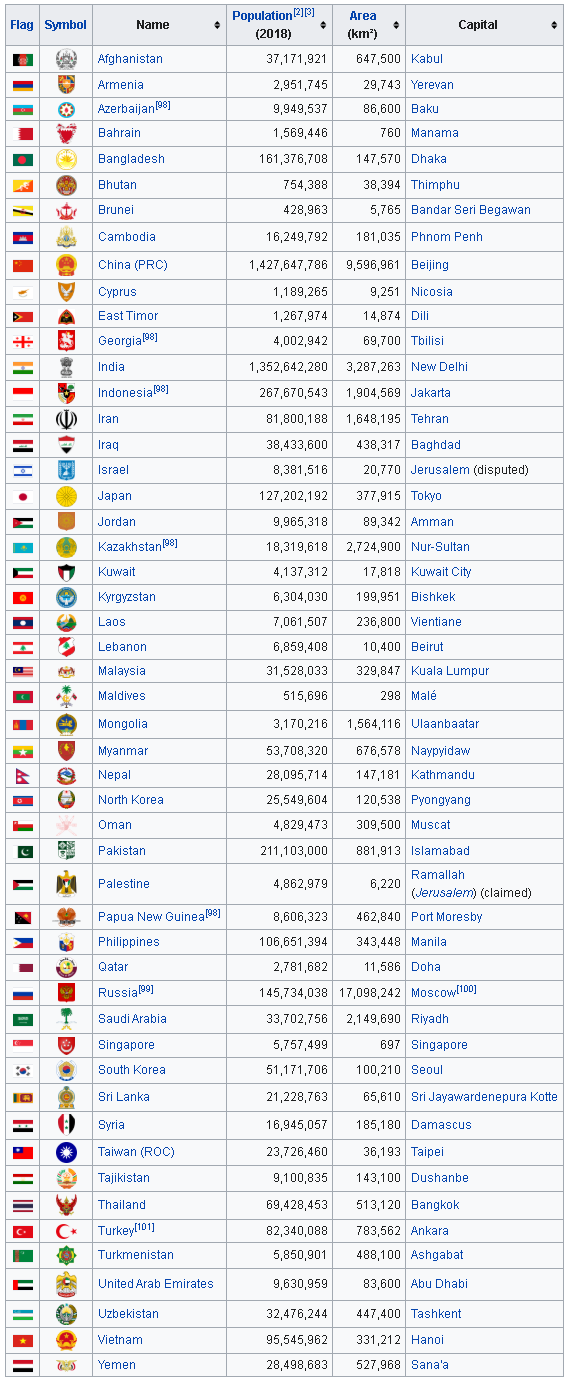 Flag Symbol Name Population[2][3] (2018) Area (km²) Capital
Afghanistan 37,171,921 647,500 Kabul
Armenia 2,951,745 29,743 Yerevan
Azerbaijan[98] 9,949,537 86,600 Baku
Bahrain 1,569,446 760 Manama
Bangladesh 161,376,708 147,570 Dhaka
Bhutan 754,388 38,394 Thimphu
Brunei 428,963 5,765 Bandar Seri Begawan
Cambodia 16,249,792 181,035 Phnom Penh
China (PRC) 1,427,647,786 9,596,961 Beijing
Cyprus 1,189,265 9,251 Nicosia
East Timor 1,267,974 14,874 Dili
Georgia[98] 4,002,942 69,700 Tbilisi
India 1,352,642,280 3,287,263 New Delhi
Indonesia[98] 267,670,543 1,904,569 Jakarta
Iran 81,800,188 1,648,195 Tehran
Iraq 38,433,600 438,317 Baghdad
Israel 8,381,516 20,770 Jerusalem (disputed)
Japan 127,202,192 377,915 Tokyo
Jordan 9,965,318 89,342 Amman
Kazakhstan[98] 18,319,618 2,724,900 Nur-Sultan
Kuwait 4,137,312 17,818 Kuwait City
Kyrgyzstan 6,304,030 199,951 Bishkek
Laos 7,061,507 236,800 Vientiane
Lebanon 6,859,408 10,400 Beirut
Malaysia 31,528,033 329,847 Kuala Lumpur
Maldives 515,696 298 Malé
Mongolia 3,170,216 1,564,116 Ulaanbaatar
Myanmar 53,708,320 676,578 Naypyidaw
Nepal 28,095,714 147,181 Kathmandu
North Korea 25,549,604 120,538 Pyongyang
Oman 4,829,473 309,500 Muscat
Pakistan 211,103,000 881,913 Islamabad
Palestine 4,862,979 6,220 Ramallah
(Jerusalem) (claimed)
Papua New Guinea[98] 8,606,323 462,840 Port Moresby
Philippines 106,651,394 343,448 Manila
Qatar 2,781,682 11,586 Doha
Russia[99] 145,734,038 17,098,242 Moscow[100]
Saudi Arabia 33,702,756 2,149,690 Riyadh
Singapore 5,757,499 697 Singapore
South Korea 51,171,706 100,210 Seoul
Sri Lanka 21,228,763 65,610 Sri Jayawardenepura Kotte
Syria 16,945,057 185,180 Damascus
Taiwan (ROC) 23,726,460 36,193 Taipei
Tajikistan 9,100,835 143,100 Dushanbe
Thailand 69,428,453 513,120 Bangkok
Turkey[101] 82,340,088 783,562 Ankara
Turkmenistan 5,850,901 488,100 Ashgabat
United Arab Emirates 9,630,959 83,600 Abu Dhabi
Uzbekistan 32,476,244 447,400 Tashkent
Vietnam 95,545,962 331,212 Hanoi
Yemen 28,498,683 527,968 Sana'a